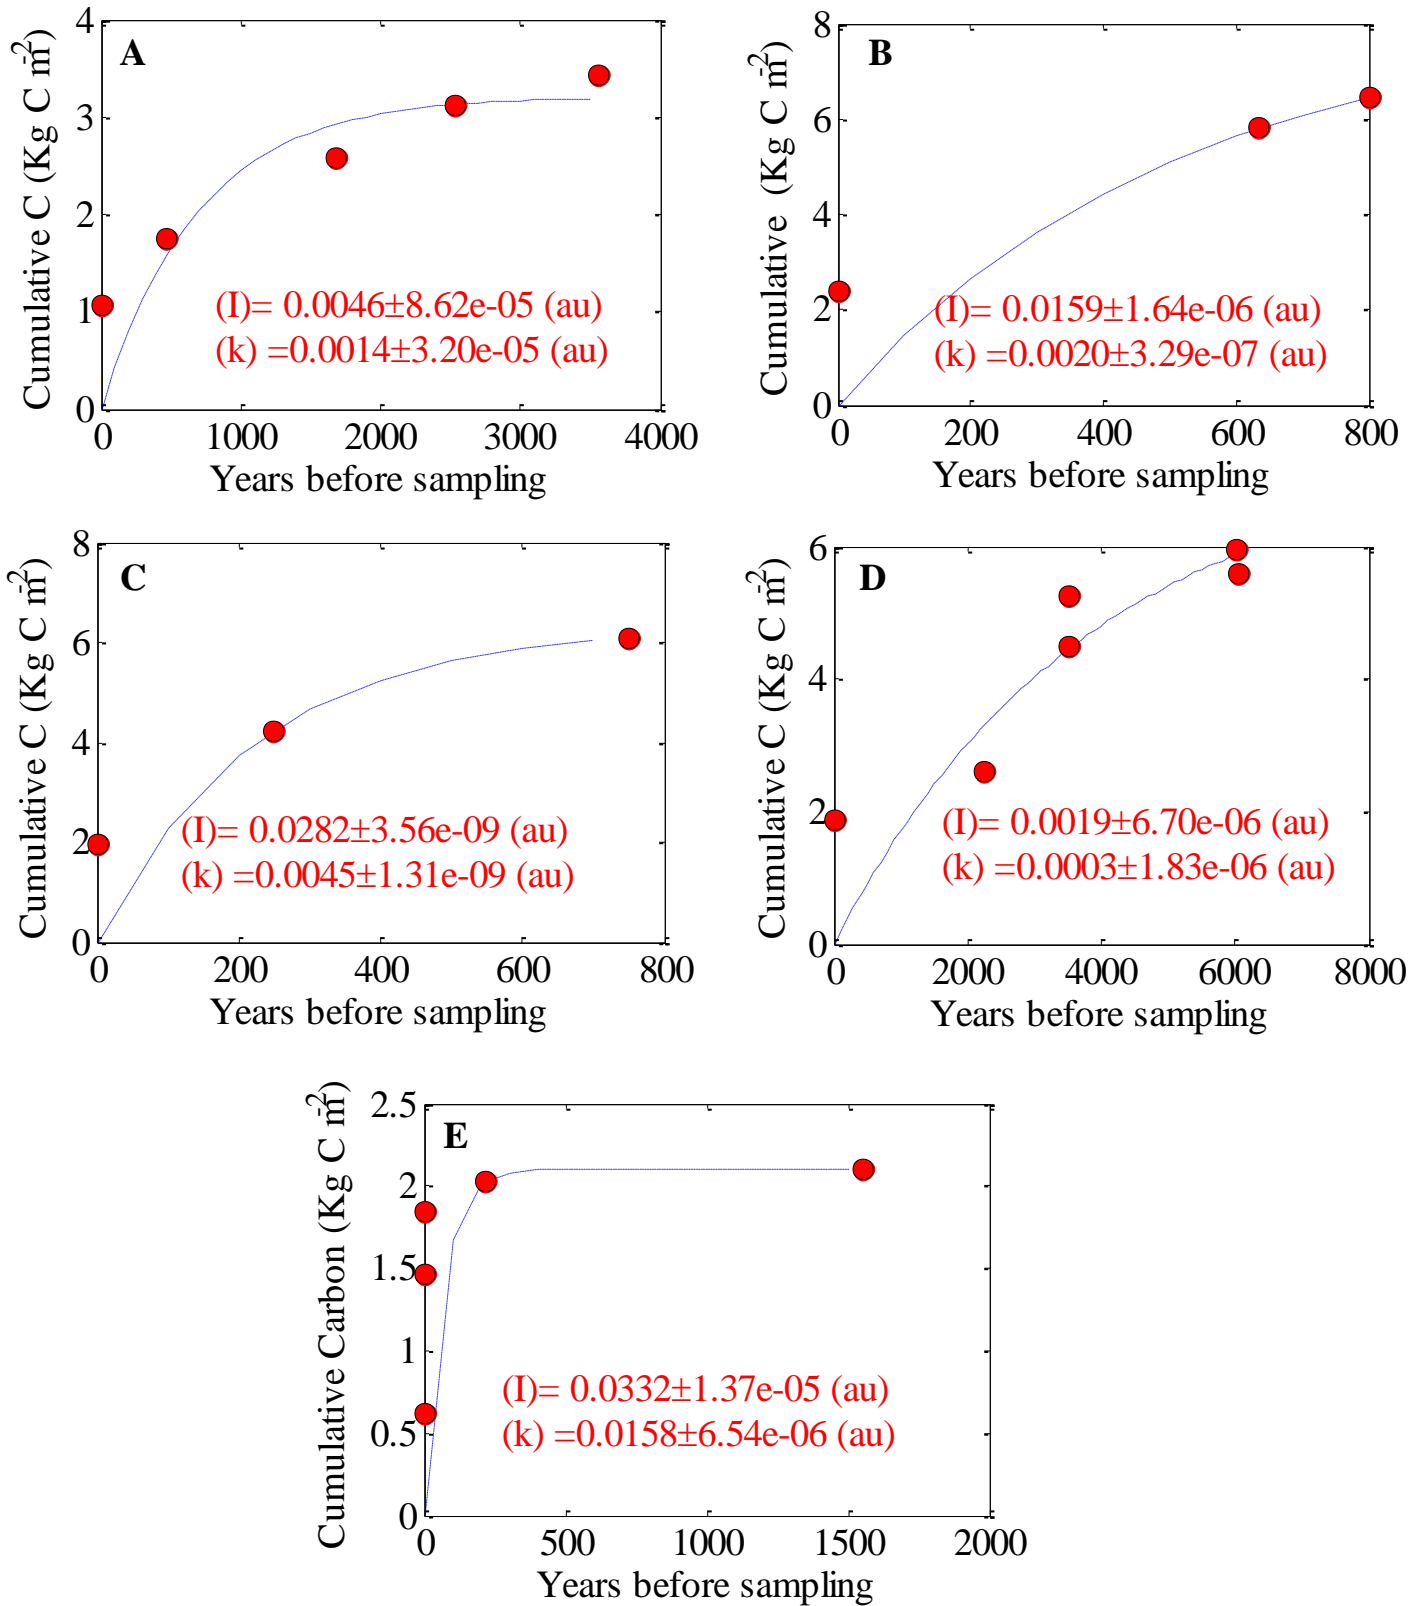 A
Cumulative C (Kg C m-2)
4
3
2
1
0
(I)= 0.0046±8.62e-05 (au)
(k) =0.0014±3.20e-05 (au)
0 1000 2000 3000 4000
Years before sampling
B
Cumulative (Kg C m-2)
8
6
4
2
0
(I)= 0.0159±1.64e-06 (au)
(k) =0.0020±3.29e-07 (au)
0 200 400 600 800
Years before sampling
C
Cumulative C (Kg C m-2)
8
6
4
2
0
(I)= 0.0282±3.56e-09 (au)
(k) =0.0045±1.31e-09 (au)
0 200 400 600 800
Years before sampling
D
Cumulative C (Kg C m-2)
6
4
2
0
(I)= 0.0019±6.70e-06 (au)
(k) =0.0003±1.83e-06 (au)
0 2000 4000 6000 8000
Years before sampling
E
Cumulative Carbon (Kg C m-2)
2.5
2
1.5
1
0.5
0
(I)= 0.0332±1.37e-05 (au)
(k) =0.0158±6.54e-06 (au)
0 500 1000 1500 2000
Years before sampling